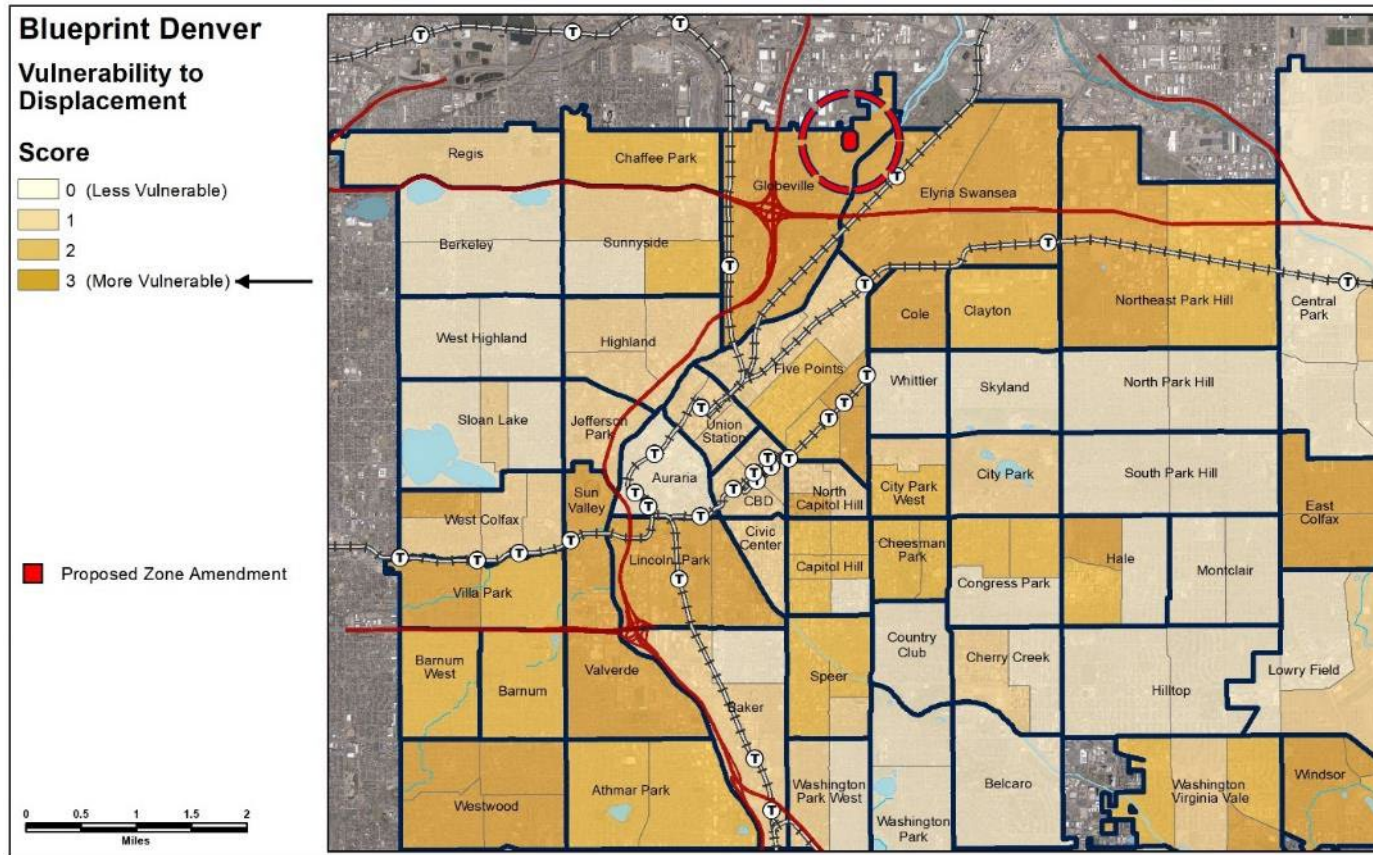 Blueprint Denver
Vulnerability to
Displacement
Score
0 (Less Vulnerable)
1
2
3 (More Vulnerable)
Proposed Zone Amendment
0 0.5 1 1.5 2
Miles
T
T
T
Regis
Chaffee Park
Globeville
T
Elyria Swansea
Berkeley
Sunnyside
T
T
T
T
Northeast Park Hill
Central
Park
Cole
Clayton
West Highland
Highland
Five Points
Whittier
Skyland
North Park Hill
T
T
T
T
Sloan Lake
Jefferson
Park
Union
Station
City Park
South Park Hill
Auraria
T
T
T
T
T
T
T
T
CBD
North
Capitol Hill
City Park
West
Sun
Valley
West Colfax
East
Colfax
T
T
T
T
T
Civic
Center
Lincoln Park
T
Capitol Hill
Cheesman
Park
Congress Park
Hale
Montclair
Villa Park
Country
Club
Cherry Creek
Lowry Field
Barnum
West
Barnum
Valverde
Baker
Speer
Hilltop
T
T
Westwood
Athmar Park
Washington
Park West
Washington
Park
Belcaro
Washington
Virginia Vale
Windsor